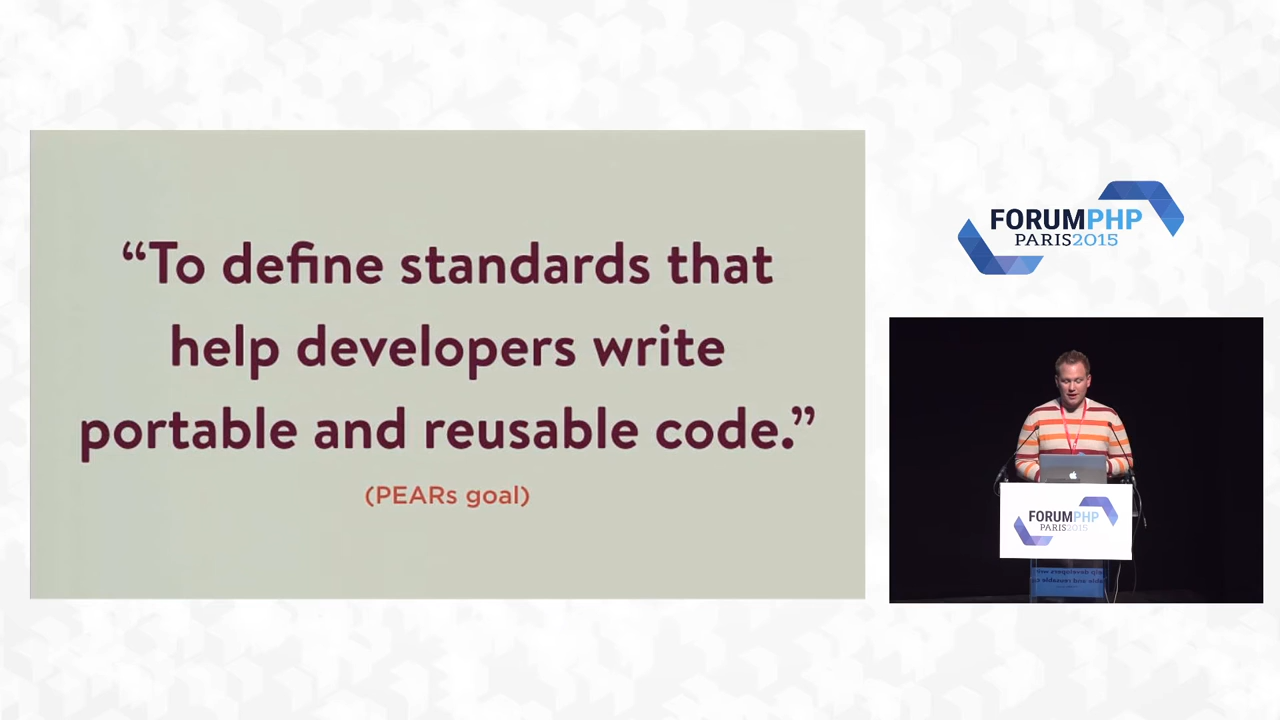 “To define standards that
help developers write
portable and reusable code.”
(PEARs goal)
FORUMPHP
PARIS2015
FORUMPHP
PARIS2015